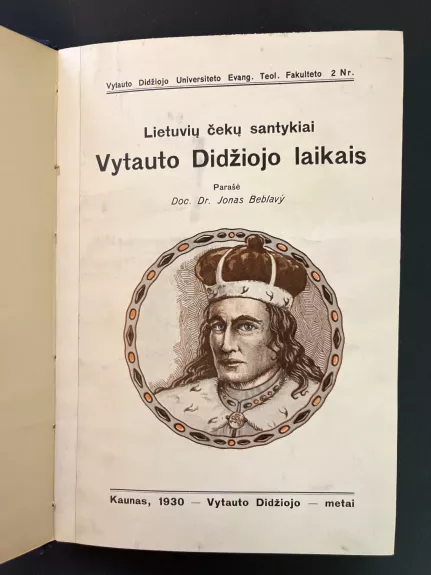 Vytauto Didžiojo Universiteto Evang. Teol. Fakulteto 2 Nr.
Lietuvių čekų santykiai
Vytauto Didžiojo laikais
Parašė
Doc. Dr. Jonas Beblavý
Kaunas, 1930 — Vytauto Didžiojo — metai